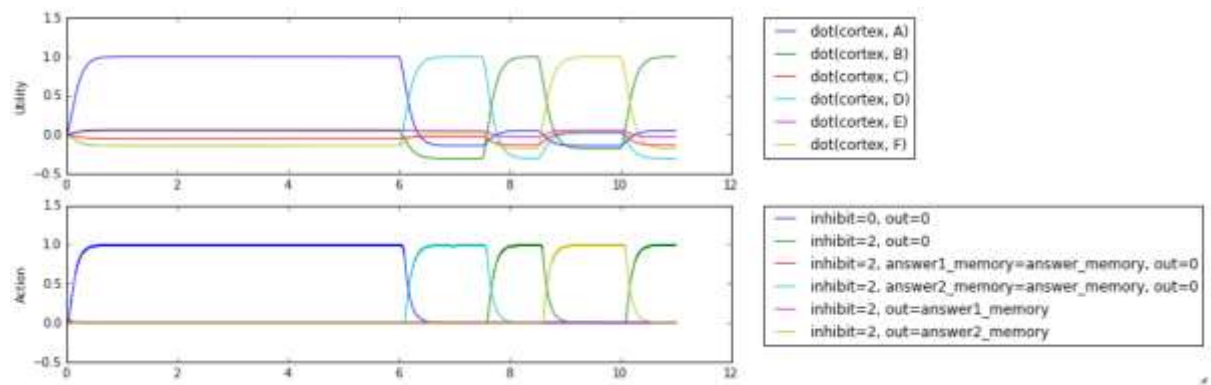 1.5
1.0
0.5
0.0
−0.5
Utility
0 2 4 6 8 10 12
dot(cortex, A)
dot(cortex, B)
dot(cortex, C)
dot(cortex, D)
dot(cortex, E)
dot(cortex, F)
1.5
1.0
0.5
0.0
−0.5
Action
0 2 4 6 8 10 12
inhibit=0, out=0
inhibit=2, out=0
inhibit=2, answer1_memory=answer_memory, out=0
inhibit=2, answer2_memory=answer_memory, out=0
inhibit=2, out=answer1_memory
inhibit=2, out=answer2_memory